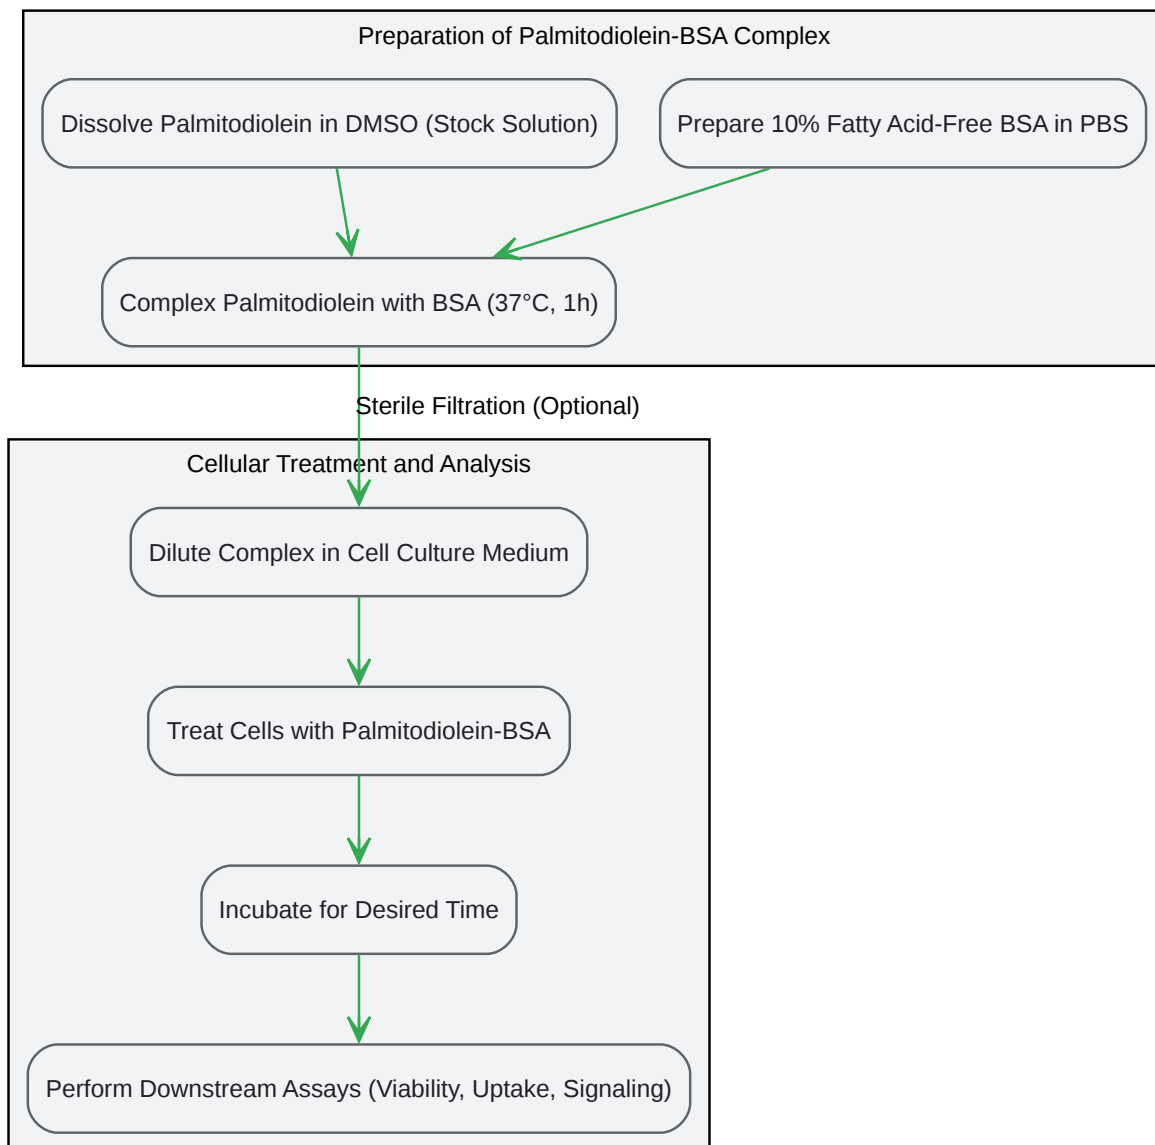 Preparation of Palmitodiolein-BSA Complex
Dissolve Palmitodiolein in DMSO (Stock Solution)
Prepare 10% Fatty Acid-Free BSA in PBS
Complex Palmitodiolein with BSA (37°C, 1h)
Sterile Filtration (Optional)
Cellular Treatment and Analysis
Dilute Complex in Cell Culture Medium
Treat Cells with Palmitodiolein-BSA
Incubate for Desired Time
Perform Downstream Assays (Viability, Uptake, Signaling)